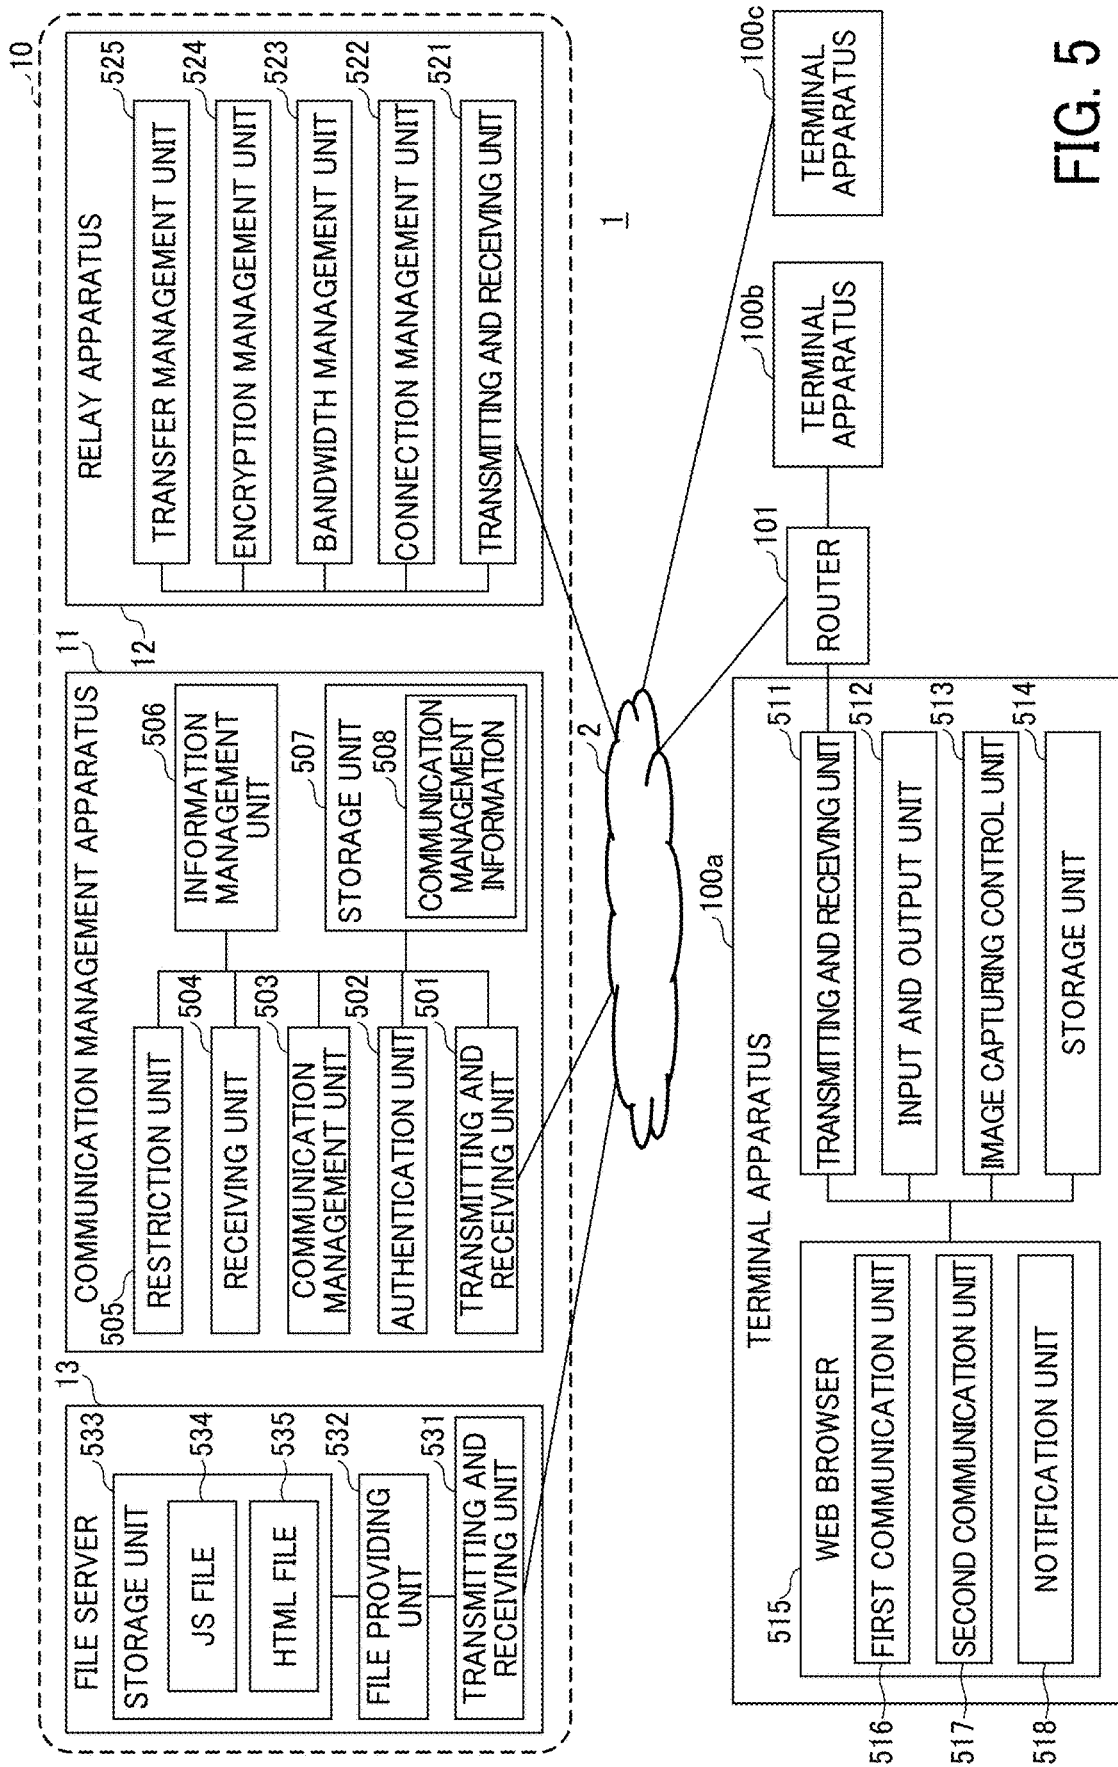 FIG. 5
10
1
FILE SERVER
13
STORAGE UNIT
533
JS FILE
534
HTML FILE
535
FILE PROVIDING
UNIT
532
TRANSMITTING AND
RECEIVING UNIT
531
COMMUNICATION MANAGEMENT APPARATUS
11
505
RESTRICTION UNIT
RECEIVING UNIT
504
COMMUNICATION
MANAGEMENT UNIT
503
AUTHENTICATION UNIT
502
TRANSMITTING AND
RECEIVING UNIT
501
INFORMATION
MANAGEMENT
UNIT
506
STORAGE UNIT
507
COMMUNICATION
MANAGEMENT
INFORMATION
508
RELAY APPARATUS
12
TRANSFER MANAGEMENT UNIT
525
ENCRYPTION MANAGEMENT UNIT
524
BANDWIDTH MANAGEMENT UNIT
523
CONNECTION MANAGEMENT UNIT
522
TRANSMITTING AND RECEIVING UNIT
521
2
TERMINAL APPARATUS
100a
515
WEB BROWSER
516
FIRST COMMUNICATION UNIT
517
SECOND COMMUNICATION UNIT
518
NOTIFICATION UNIT
TRANSMITTING AND RECEIVING UNIT
511
INPUT AND OUTPUT UNIT
512
IMAGE CAPTURING CONTROL UNIT
513
STORAGE UNIT
514
ROUTER
101
TERMINAL
APPARATUS
100b
TERMINAL
APPARATUS
100c